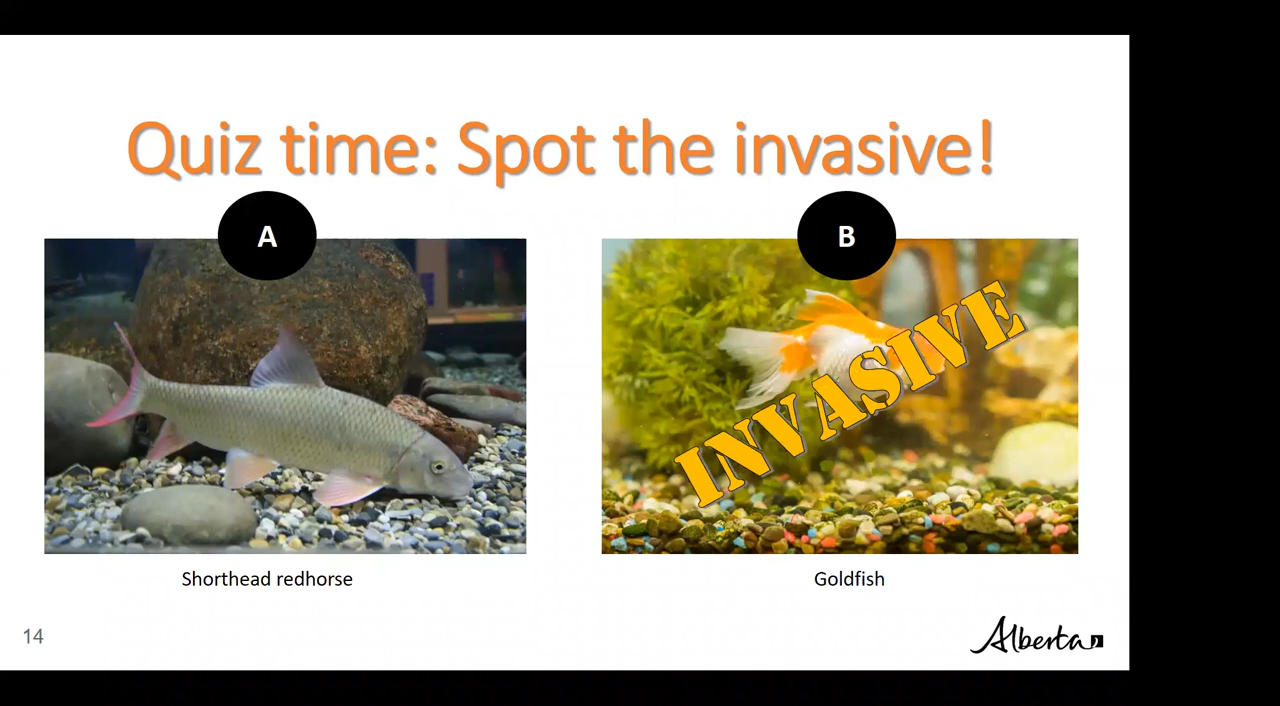 Quiz time: Spot the invasive!
A
B
INVASIVE
Shorthead redhorse
Goldfish
14
Alberta